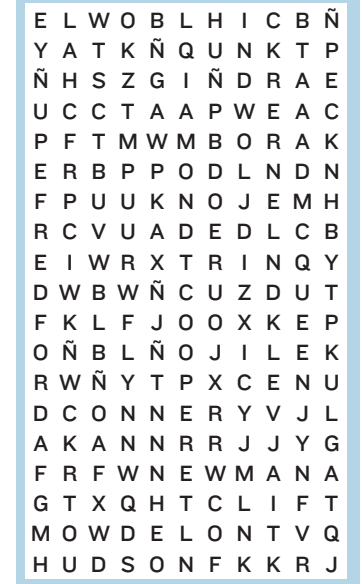 E L W O B L H I C B Ñ
Y A T K Ñ Q U N K T P
Ñ H S Z G I Ñ D R A E
U C C T A A P W E A C
P F T M W M B O R A K
E R B P P O D L N D N
F P U U K N O J E M H
R C V U A D E D L C B
E I W R X T R I N Q Y
D W B W Ñ C U Z D U T
F K L F J O O X K E P
O Ñ B L Ñ O J I L E K
R W Ñ Y T P X C E N U
D C O N N E R Y V J L
A K A N N R R J J Y G
F R F W N E W M A N A
G T X Q H T C L I F T
M O W D E L O N T V Q
H U D S O N F K K R J